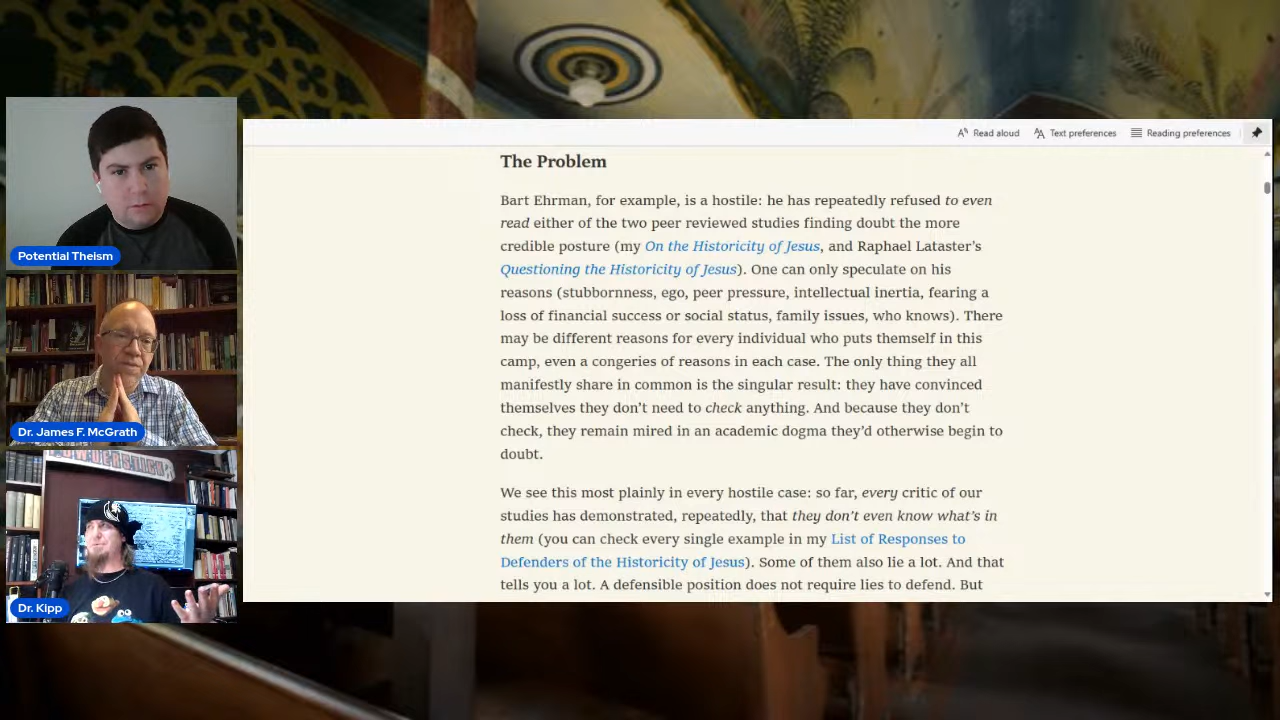 Read aloud
Text preferences
Reading preferences
The Problem
Bart Ehrman, for example, is a hostile: he has repeatedly refused to even
read either of the two peer reviewed studies finding doubt the more
credible posture (my On the Historicity of Jesus, and Raphael Lataster’s
Questioning the Historicity of Jesus). One can only speculate on his
reasons (stubbornness, ego, peer pressure, intellectual inertia, fearing a
loss of financial success or social status, family issues, who knows). There
may be different reasons for every individual who puts themself in this
camp, even a congeries of reasons in each case. The only thing they all
manifestly share in common is the singular result: they have convinced
themselves they don’t need to check anything. And because they don’t
check, they remain mired in an academic dogma they’d otherwise begin to
doubt.
We see this most plainly in every hostile case: so far, every critic of our
studies has demonstrated, repeatedly, that they don’t even know what’s in
them (you can check every single example in my List of Responses to
Defenders of the Historicity of Jesus). Some of them also lie a lot. And that
tells you a lot. A defensible position does not require lies to defend. But
Potential Theism
Dr. James F. McGrath
Dr. Kipp